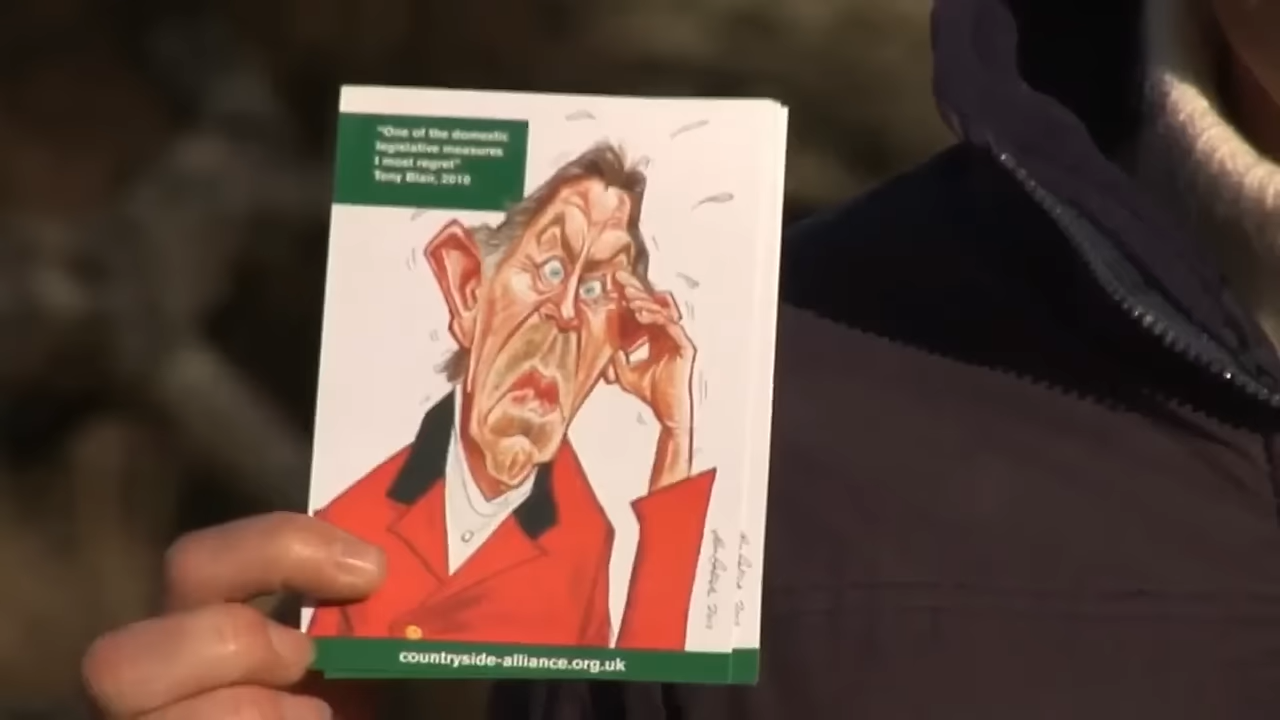 "One of the domestic
legislative measures
I most regret"
Tony Blair, 2010
countryside-alliance.org.uk